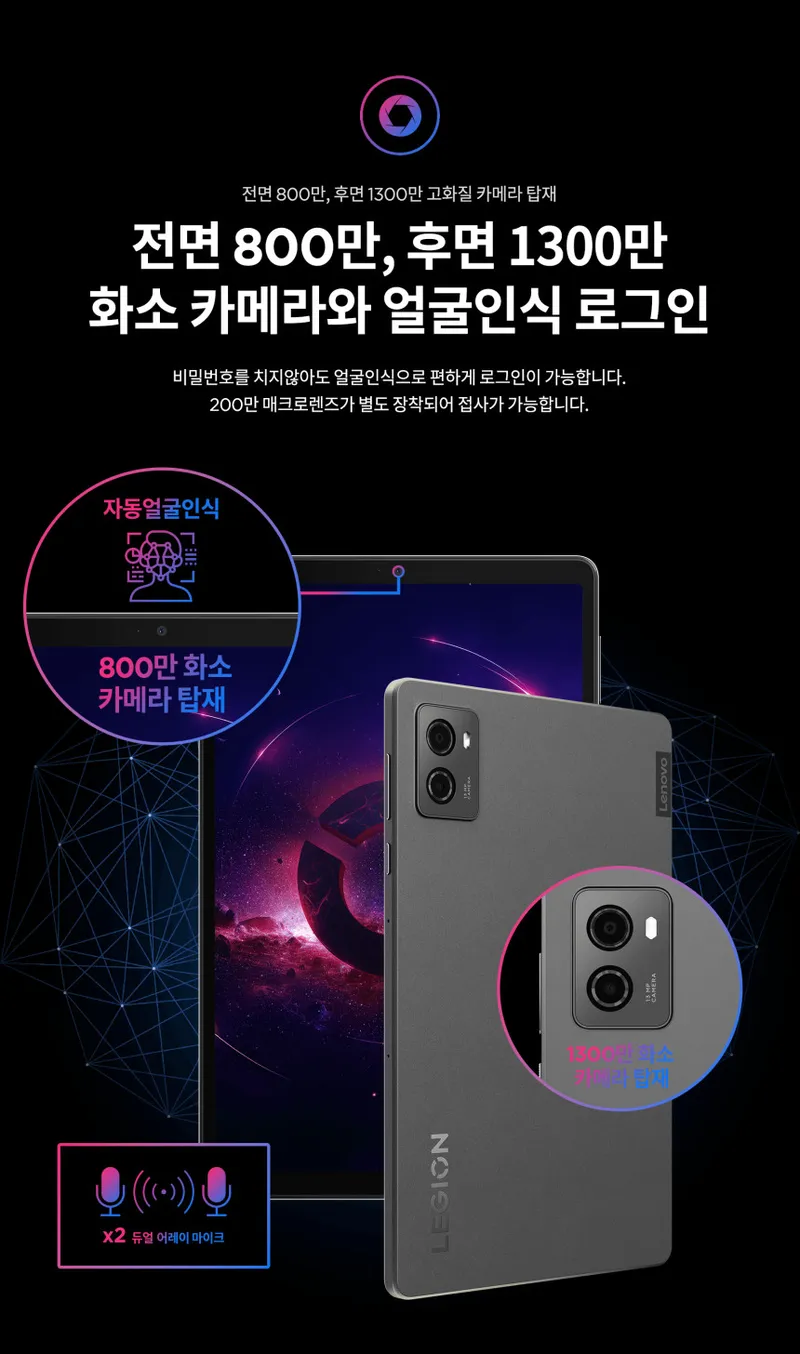 전면 800만, 후면 1300만 고화질 카메라 탑재
전면 800만, 후면 1300만
화소 카메라와 얼굴인식 로그인
비밀번호를 치지않아도 얼굴인식으로 편하게 로그인이 가능합니다.
200만 매크로렌즈가 별도 장착되어 접사가 가능합니다.
자동얼굴인식
800만 화소
카메라 탑재
13 MP
CAMERA
Lenovo
13 MP
CAMERA
1300만 화소
카메라 탑재
LEGION
x2 듀얼 어레이 마이크